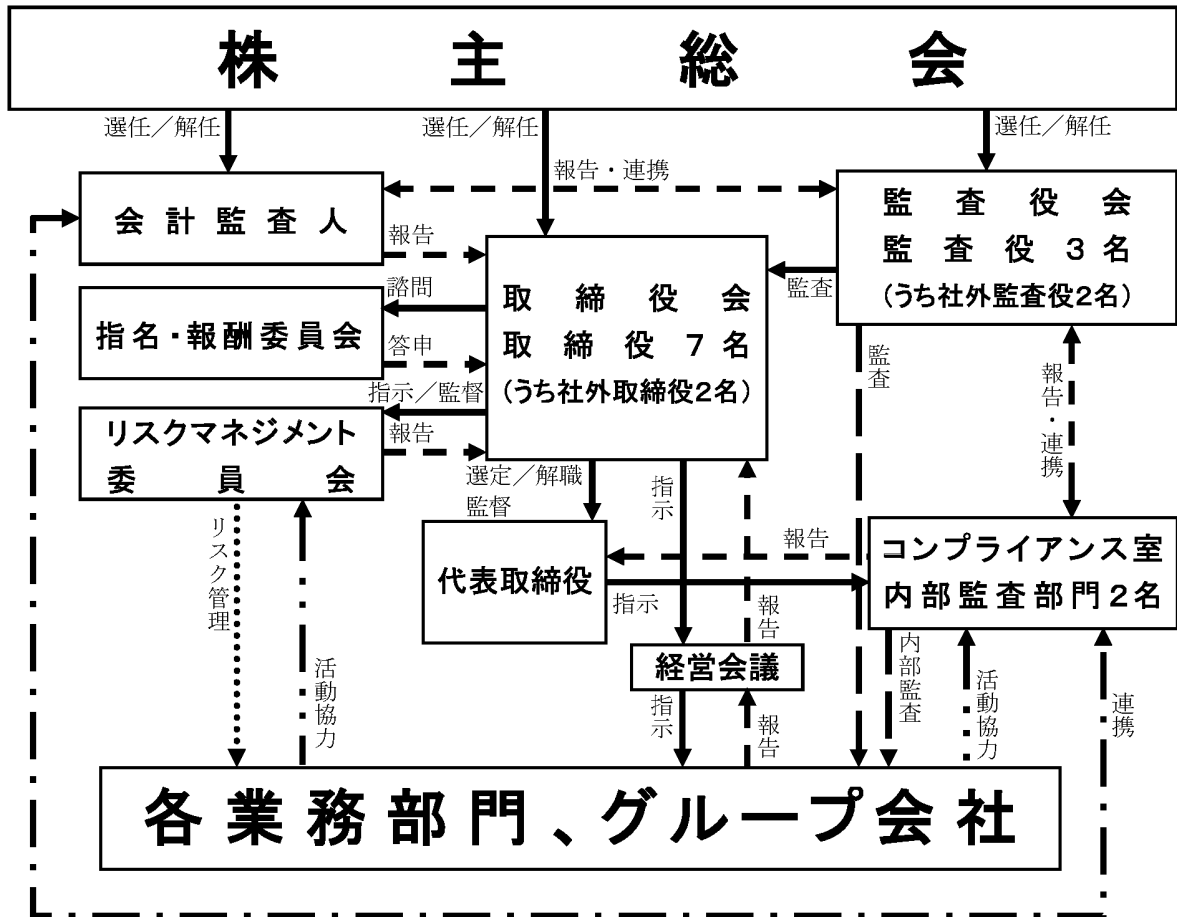 株主総会
選任／解任
選任／解任
選任／解任
報告・連携
会計監査人
監査役会
監査役3名
(うち社外監査役2名)
報告
監査
取締役会
取締役7名
(うち社外取締役2名)
諮問
指名・報酬委員会
答申
指示／監督
リスクマネジメント
委員会
報告
監査
報告・連携
選定／解職
監督
指示
代表取締役
報告
指示
コンプライアンス室
内部監査部門2名
リスク管理
活動協力
報告
経営会議
指示
報告
内部監査
活動協力
連携
各業務部門、グループ会社